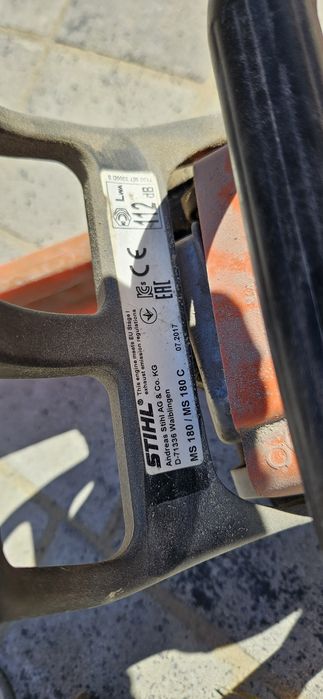 STIHL®
Andreas Stihl AG & Co. KG
D-71336 Waiblingen
MS 180 / MS 180 C
07.2017
This engine meets EU Stage I
exhaust emission regulations
CE
EAC
LWA
112 dB